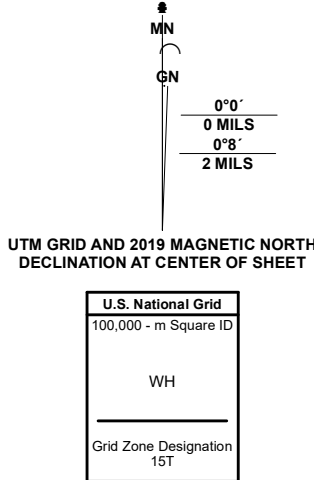 MN
GN
0°0´
0 MILS
0°8´
2 MILS
UTM GRID AND 2019 MAGNETIC NORTH
DECLINATION AT CENTER OF SHEET
U.S. National Grid
100,000 - m Square ID
WH
Grid Zone Designation
15T